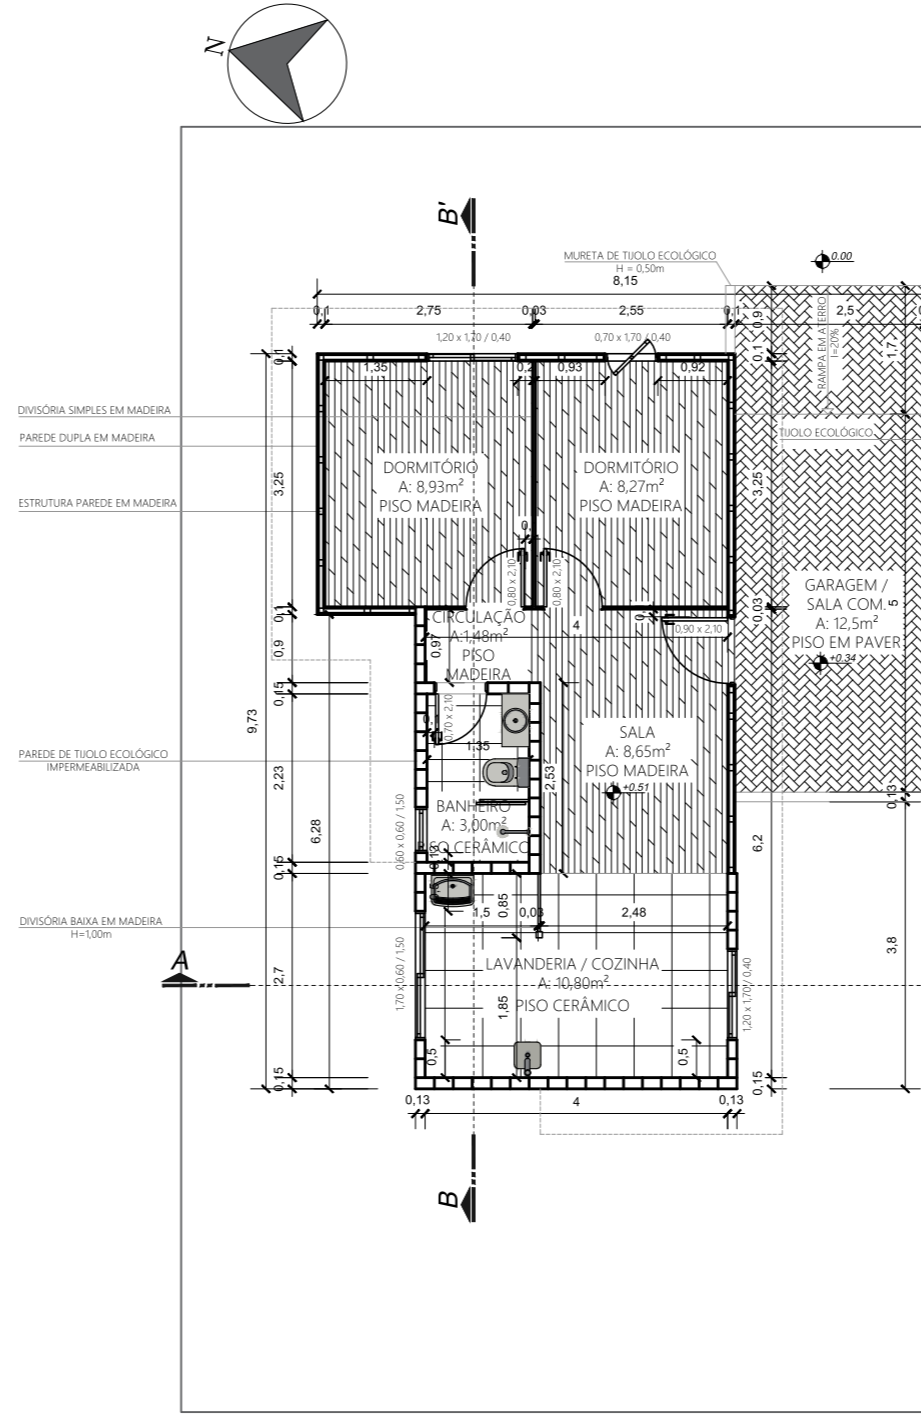 N
B'
MURETA DE TIJOLO ECOLÓGICO
H = 0,50m
0.00
8,15
0,1
2,75
0,03
2,55
0,1
2,5
0,9
1,20 x 1,70 / 0,40
0,70 x 1,70 / 0,40
RAMPA EM ATERRO
I=20%
1,7
0,1
0,1
1,35
0,93
0,92
DIVISÓRIA SIMPLES EM MADEIRA
PAREDE DUPLA EM MADEIRA
TIJOLO ECOLÓGICO
DORMITÓRIO
A: 8,93m²
PISO MADEIRA
DORMITÓRIO
A: 8,27m²
PISO MADEIRA
3,25
3,25
ESTRUTURA PAREDE EM MADEIRA
0,80 x 2,10
0,80 x 2,10
GARAGEM /
SALA COM.
A: 12,5m²
PISO EM PAVER
5
0,1
0,03
CIRCULAÇÃO
A:1,48m²
PISO
MADEIRA
0,97
4
0,90 x 2,10
0,9
+0.34
0,15
9,73
0,70 x 2,10
SALA
A: 8,65m²
PISO MADEIRA
+0.51
1,35
2,53
PAREDE DE TIJOLO ECOLÓGICO
IMPERMEABILIZADA
2,23
6,28
0,60 x 0,60 / 1,50
BANHEIRO
A: 3,00m²
PISO CERÂMICO
0,13
6,2
0,15
0,13
1,5
0,85
0,03
2,48
DIVISÓRIA BAIXA EM MADEIRA
H=1,00m
3,8
A
2,7
1,70 x 0,60 / 1,50
LAVANDERIA / COZINHA
A: 10,80m²
PISO CERÂMICO
1,85
1,20 x 1,70/ 0,40
0,5
0,5
0,15
0,15
0,13
4
0,13
B